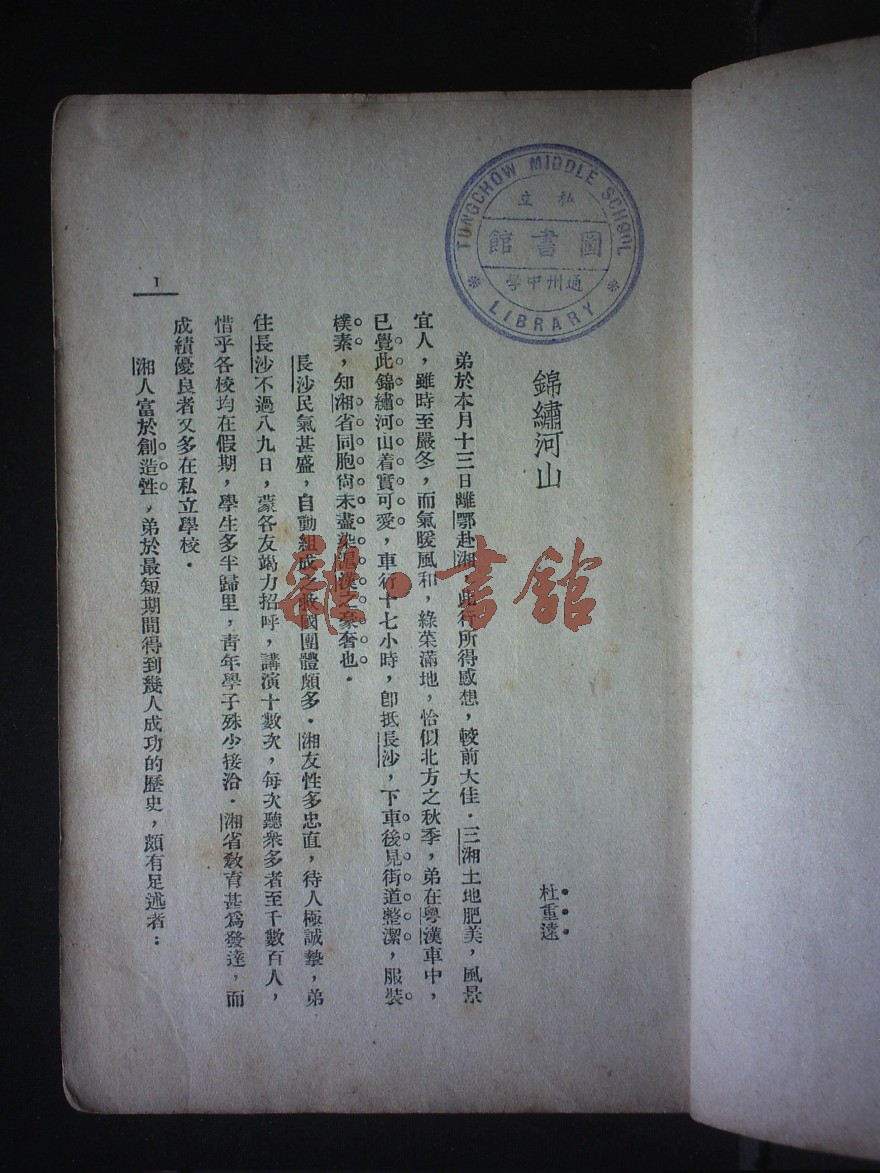 TUNGCHOW MIDDLE SCHOOL
私立
圖書館
通州中學
LIBRARY
錦繡河山
杜重遠
弟於本月十三日離鄂赴湘,此行所得感想,較前大佳.三湘土地肥美,風景
宜人,雖時至嚴冬,而氣暖風和,綠菜滿地,恰似北方之秋季,弟在粵漢車中,
已覺此錦繡河山着實可愛,車行十七小時,卽抵長沙,下車後見街道整潔,服裝
樸素,知湘省同胞尙未盡染滬漢之豪奢也.
長沙民氣甚盛,自動組成之救國團體頗多.湘友性多忠直,待人極誠摯,弟
住長沙不過八九日,蒙各友竭力招呼,講演十數次,每次聽衆多者至千數百人,
惜乎各校均在假期,學生多半歸里,靑年學子殊少接洽.湘省敎育甚爲發達,而
成績優良者又多在私立學校.
湘人富於創造性,弟於最短期間得到幾人成功的歷史,頗有足述者:
1
雜·書館